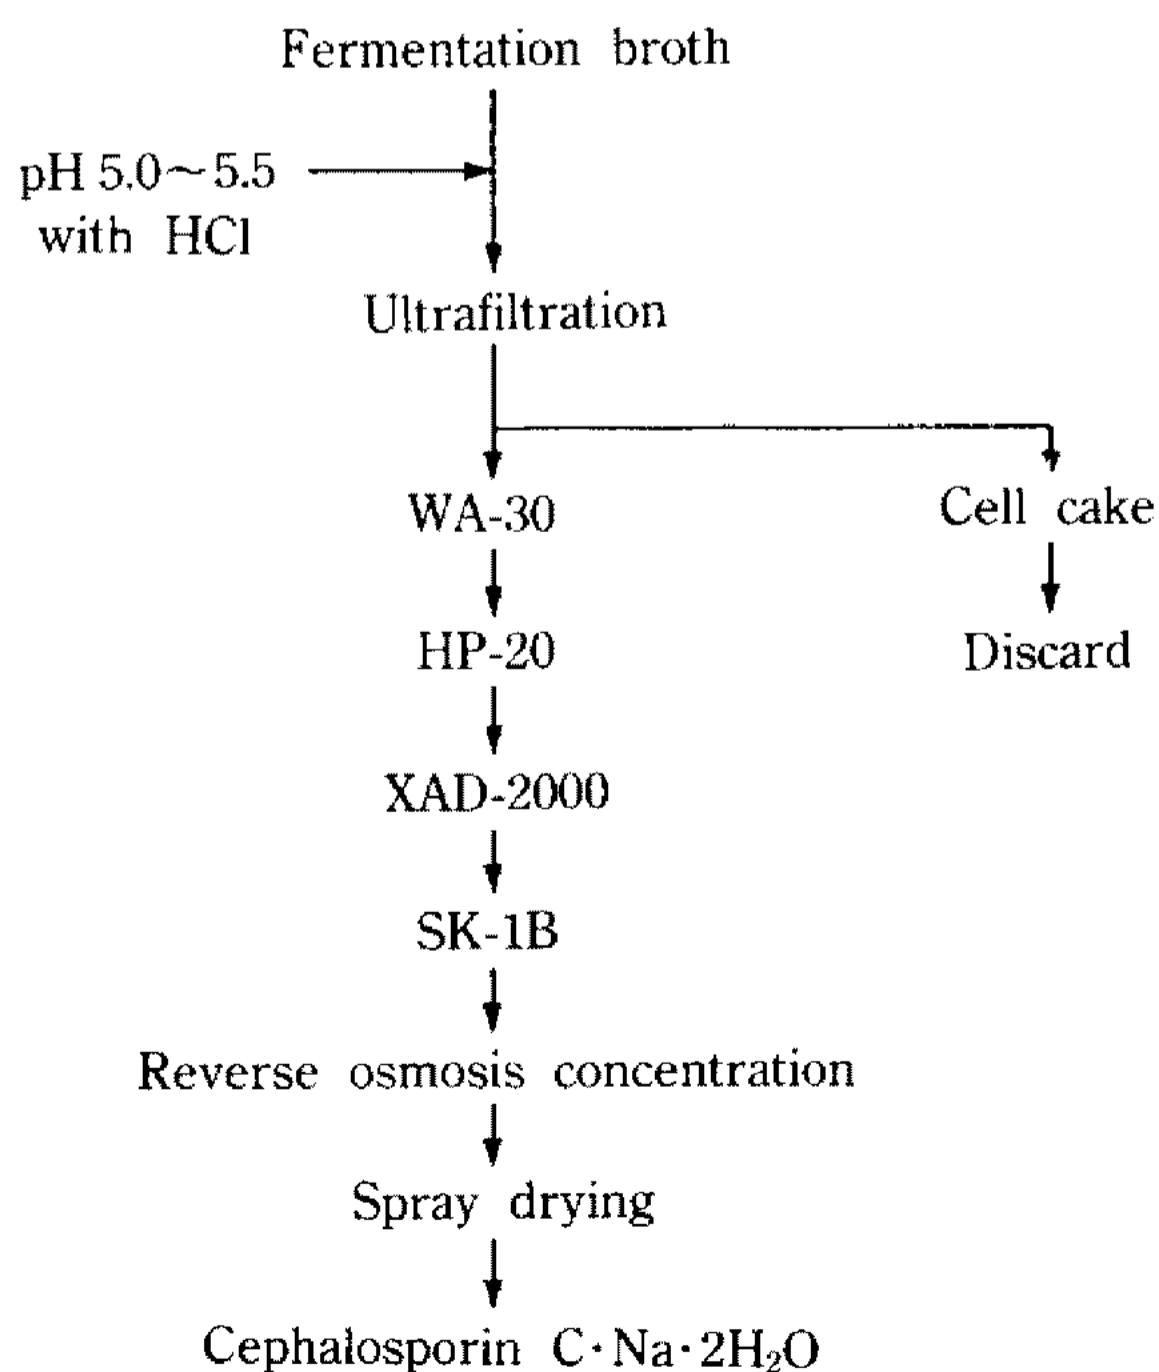 Fermentation broth
pH 5.0~5.5
with HCl
Ultrafiltration
WA-30
Cell cake
HP-20
Discard
XAD-2000
SK-1B
Reverse osmosis concentration
Spray drying
Cephalosporin C·Na·2H₂O